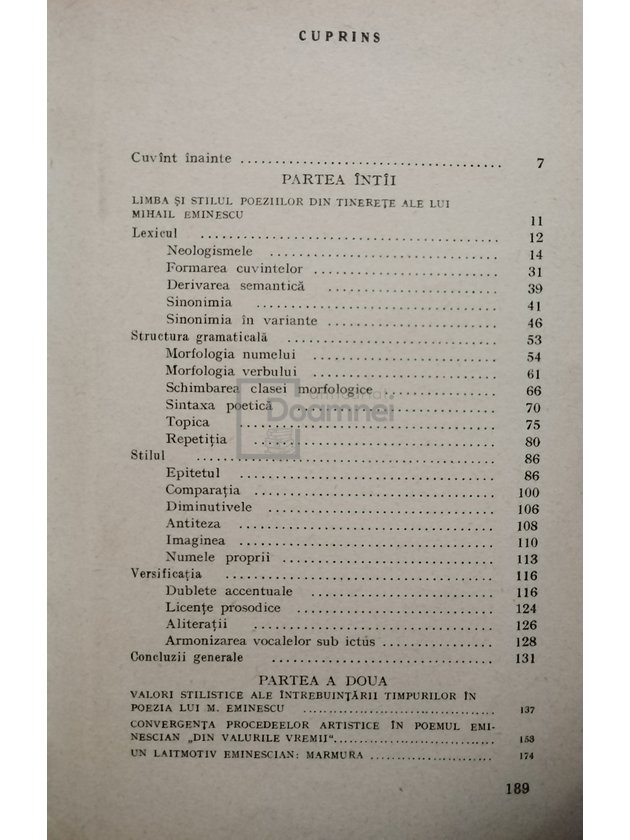 CUPRINS
Cuvînt înainte ........ 7
PARTEA ÎNTÎI
LIMBA ŞI STILUL POEZIILOR DIN TINEREŢE ALE LUI
MIHAIL EMINESCU 11
Lexicul ........ 12
Neologismele ........ 14
Formarea cuvintelor ........ 31
Derivarea semantică ........ 39
Sinonimia ........ 41
Sinonimia în variante ........ 46
Structura gramaticală ........ 53
Morfologia numelui ........ 54
Morfologia verbului ........ 61
Schimbarea clasei morfologice ........ 66
Sintaxa poetică ........ 70
Topica ........ 75
Repetiţia ........ 80
Stilul ........ 86
Epitetul ........ 86
Comparaţia ........ 100
Diminutivele ........ 106
Antiteza ........ 108
Imaginea ........ 110
Numele proprii ........ 113
Versificaţia ........ 116
Dublete accentuale ........ 116
Licenţe prosodice ........ 124
Aliteraţii ........ 126
Armonizarea vocalelor sub ictus ........ 128
Concluzii generale ........ 131
PARTEA A DOUA
VALORI STILISTICE ALE ÎNTREBUINŢĂRII TIMPURILOR ÎN
POEZIA LUI M. EMINESCU ........ 137
CONVERGENŢA PROCEDEELOR ARTISTICE ÎN POEMUL EMI-
NESCIAN „DIN VALURILE VREMII“ ........ 153
UN LAITMOTIV EMINESCIAN: MARMURA ........ 174
189
Doamnei